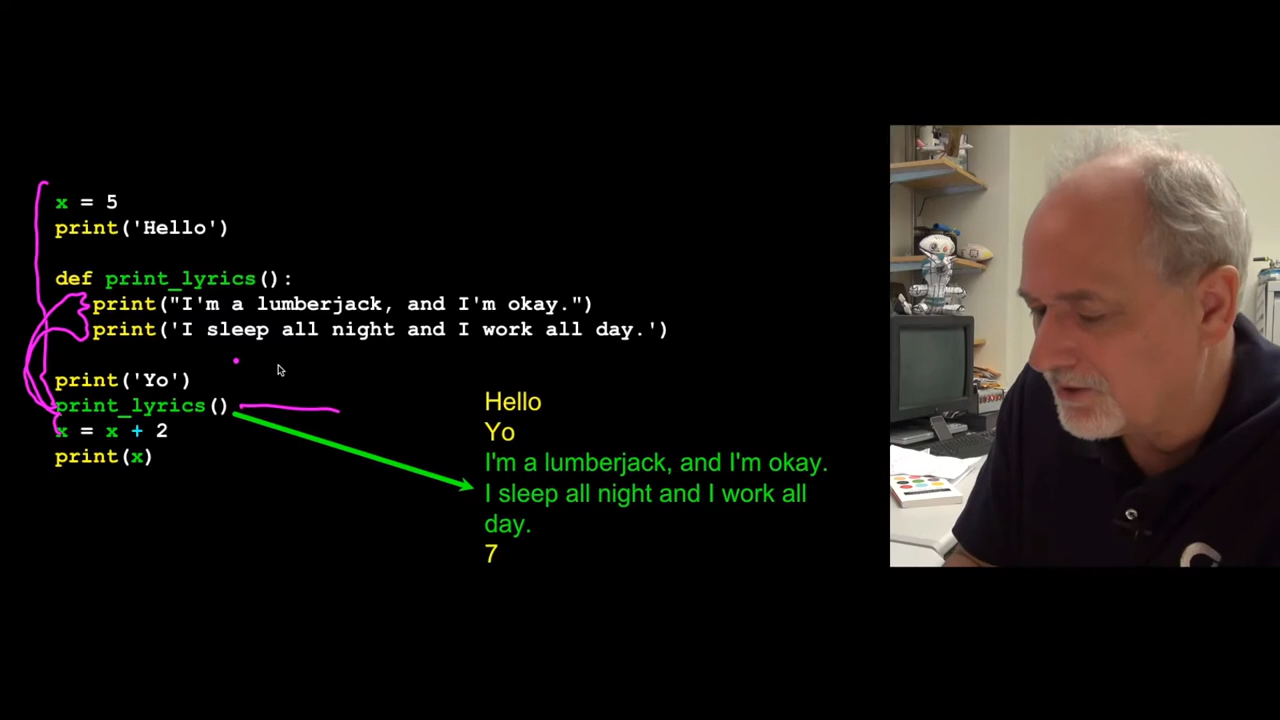 x = 5
print('Hello')
def print_lyrics():
print("I'm a lumberjack, and I'm okay.")
print('I sleep all night and I work all day.')
print('Yo')
print_lyrics()
x = x + 2
print(x)
Hello
Yo
I'm a lumberjack, and I'm okay.
I sleep all night and I work all
day.
7